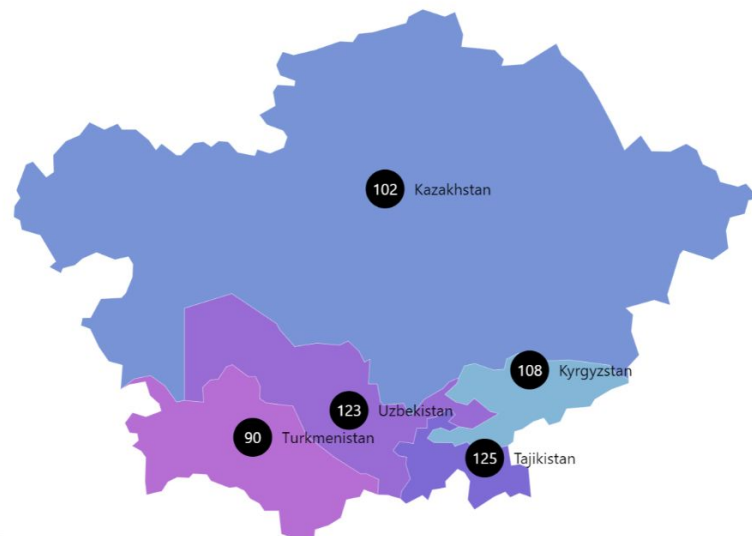 102 Kazakhstan
108 Kyrgyzstan
123 Uzbekistan
90 Turkmenistan
125 Tajikistan